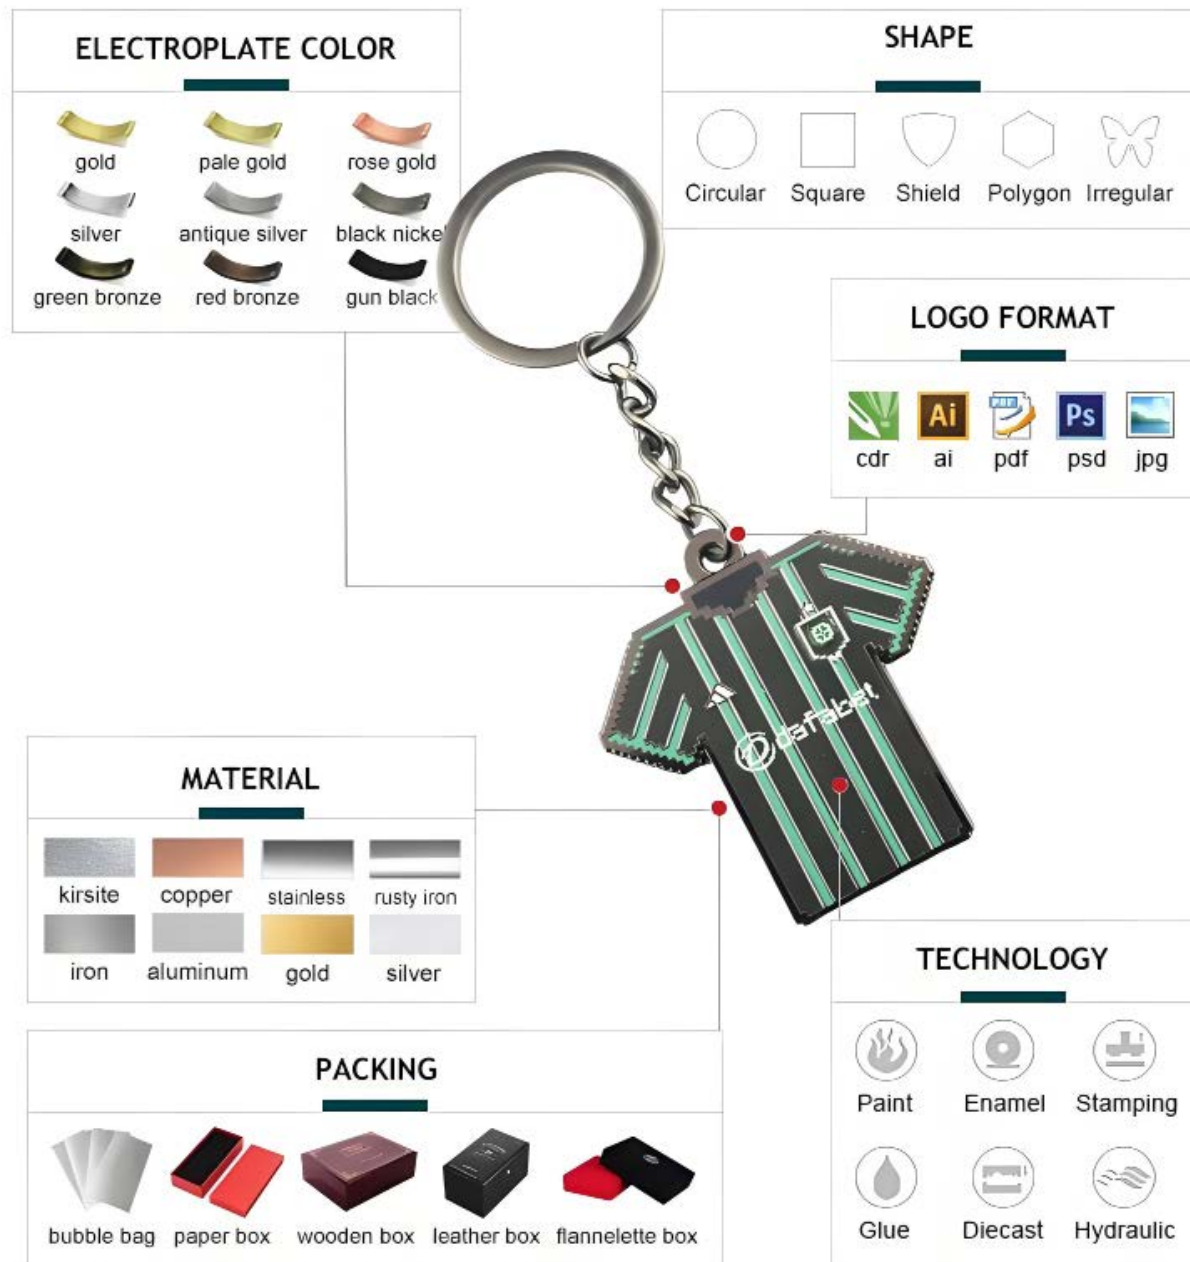 ELECTROPLATE COLOR
gold pale gold rose gold
silver antique silver black nickel
green bronze red bronze gun black
SHAPE
Circular Square Shield Polygon Irregular
LOGO FORMAT
Ai PDF Ps
cdr ai pdf psd jpg
dafabet
MATERIAL
kirsite copper stainless rusty iron
iron aluminum gold silver
TECHNOLOGY
Paint Enamel Stamping
Glue Diecast Hydraulic
PACKING
bubble bag paper box wooden box leather box flannelette box